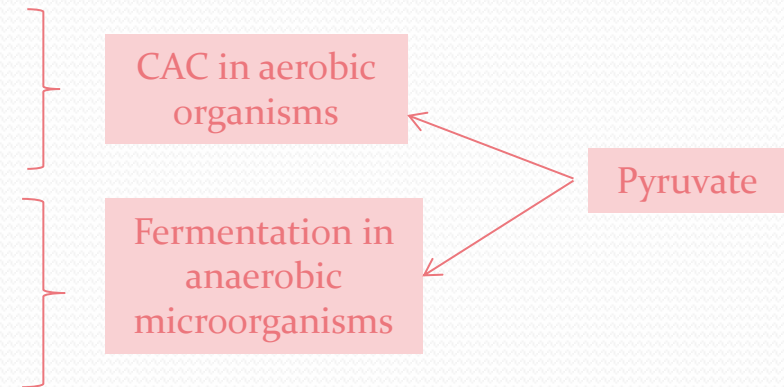 CAC in aerobic
organisms
Pyruvate
Fermentation in
anaerobic
microorganisms